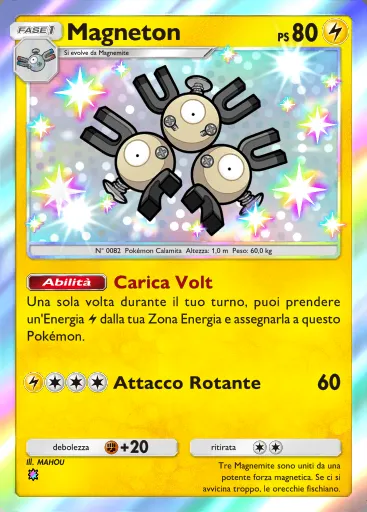 FASE 1
Magneton
PS 80
Si evolve da Magnemite
N° 0082 Pokémon Calamita Altezza: 1,0 m Peso: 60,0 kg
Abilità Carica Volt
Una sola volta durante il tuo turno, puoi prendere
un'Energia dalla tua Zona Energia e assegnarla a questo
Pokémon.
Attacco Rotante 60
debolezza +20
ritirata
Ill. MAHOU
Tre Magnemite sono uniti da una
potente forza magnetica. Se ci si
avvicina troppo, le orecchie fischiano.